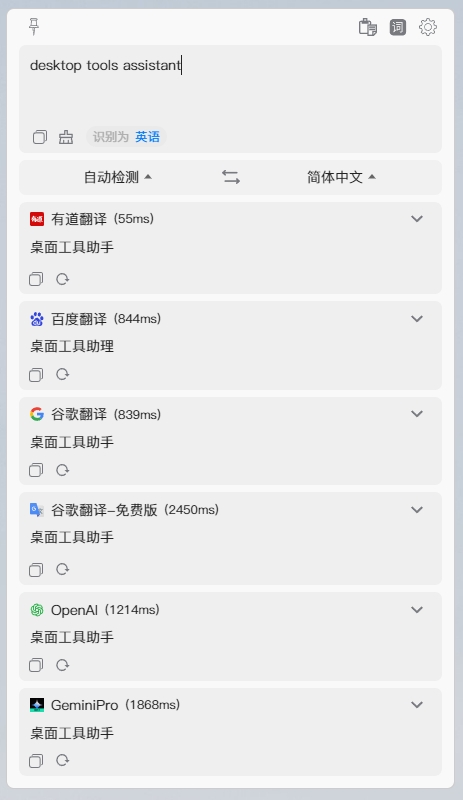 词
desktop tools assistant
识别为 英语
自动检测 简体中文
有道翻译 (55ms)
桌面工具助手
百度翻译 (844ms)
桌面工具助理
谷歌翻译 (839ms)
桌面工具助手
谷歌翻译–免费版 (2450ms)
桌面工具助手
OpenAI (1214ms)
桌面工具助手
GeminiPro (1868ms)
桌面工具助手